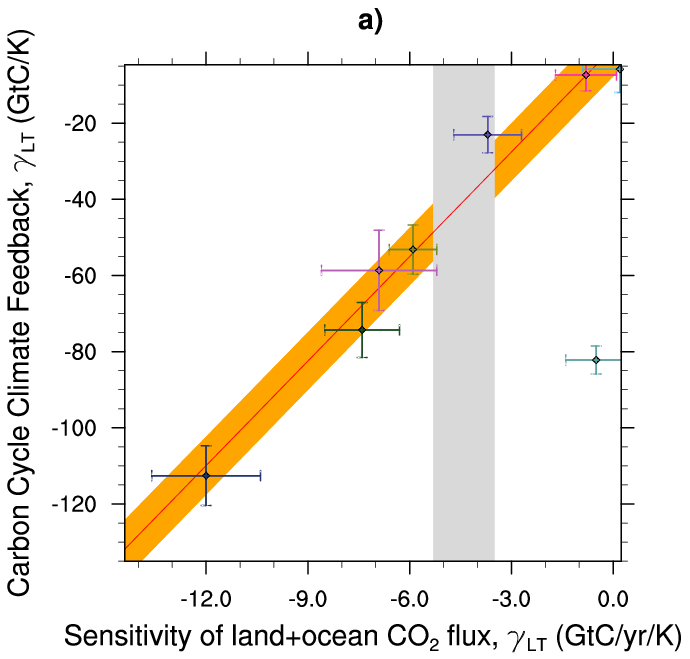 a)
Carbon Cycle Climate Feedback, γLT (GtC/K)
-20
-40
-60
-80
-100
-120
-12.0 -9.0 -6.0 -3.0 0.0
Sensitivity of land+ocean CO2 flux, γLT (GtC/yr/K)